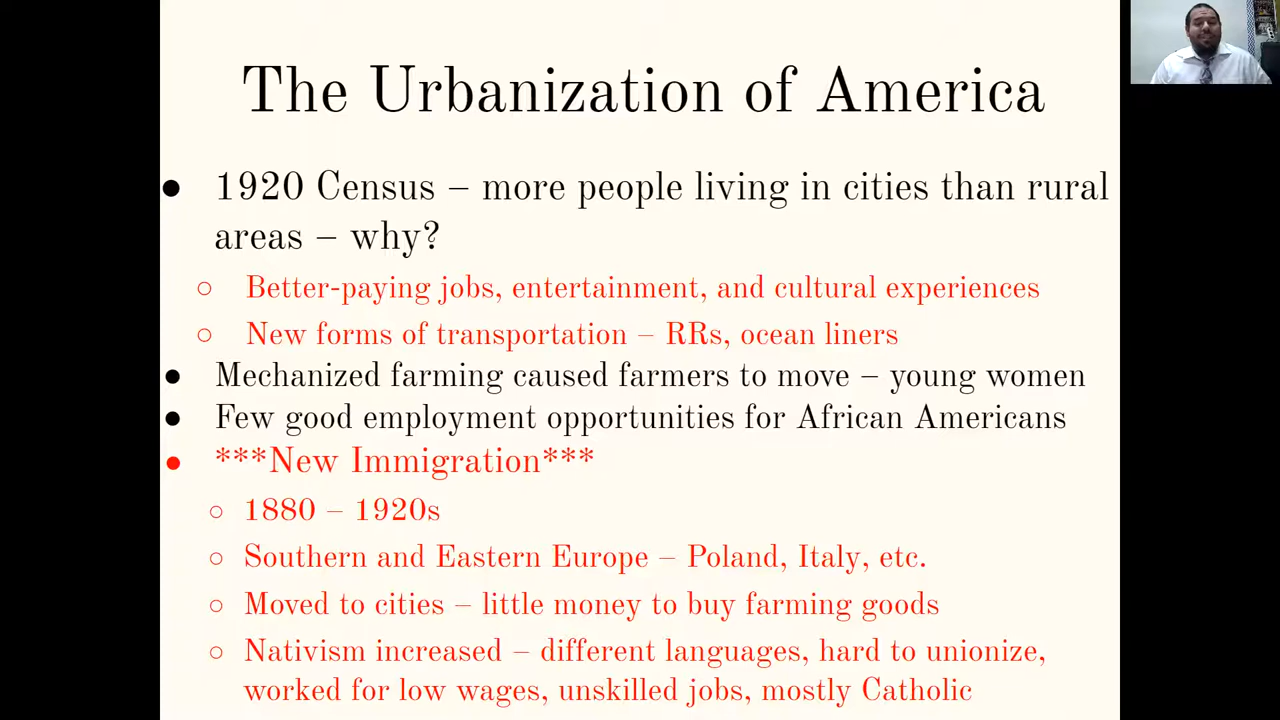 The Urbanization of America
● 1920 Census – more people living in cities than rural
areas – why?
○ Better-paying jobs, entertainment, and cultural experiences
○ New forms of transportation – RRs, ocean liners
● Mechanized farming caused farmers to move – young women
● Few good employment opportunities for African Americans
● ***New Immigration***
○ 1880 – 1920s
○ Southern and Eastern Europe – Poland, Italy, etc.
○ Moved to cities – little money to buy farming goods
○ Nativism increased – different languages, hard to unionize,
worked for low wages, unskilled jobs, mostly Catholic